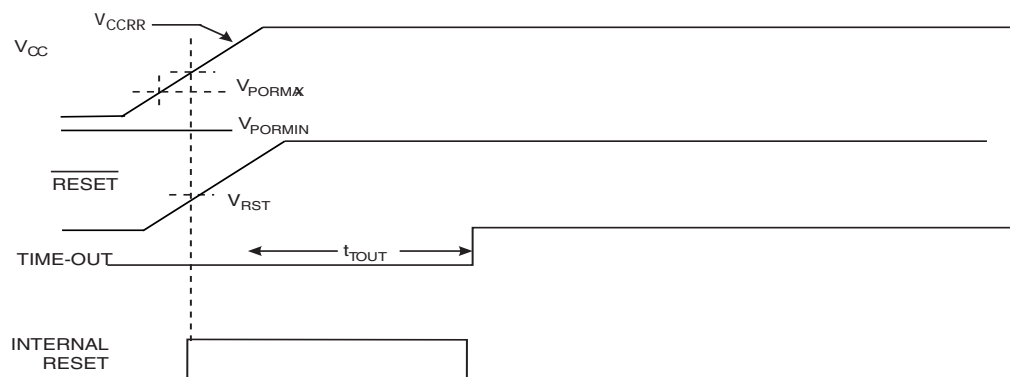 VCCRR
VCC
VPORMAX
VPORMIN
RESET
VRST
TIME-OUT
tTOUT
INTERNAL
RESET